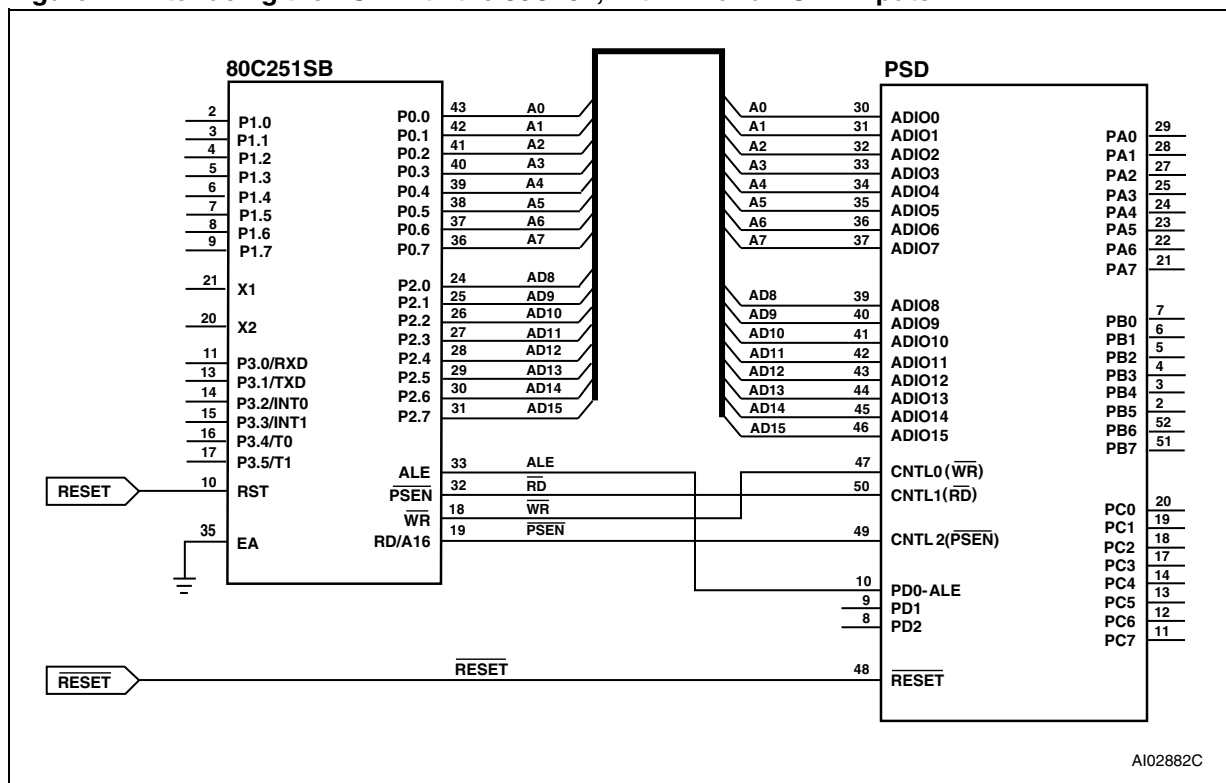 80C251SB
2 P1.0
3 P1.1
4 P1.2
5 P1.3
6 P1.4
7 P1.5
8 P1.6
9 P1.7
21 X1
20 X2
11 P3.0/RXD
13 P3.1/TXD
14 P3.2/INT0
15 P3.3/INT1
16 P3.4/T0
17 P3.5/T1
RESET 10 RST
35 EA
P0.0 43 A0
P0.1 42 A1
P0.2 41 A2
P0.3 40 A3
P0.4 39 A4
P0.5 38 A5
P0.6 37 A6
P0.7 36 A7
P2.0 24 AD8
P2.1 25 AD9
P2.2 26 AD10
P2.3 27 AD11
P2.4 28 AD12
P2.5 29 AD13
P2.6 30 AD14
P2.7 31 AD15
ALE 33 ALE
PSEN 32 RD
WR 18 WR
RD/A16 19 PSEN
PSD
A0 30 ADIO0
A1 31 ADIO1
A2 32 ADIO2
A3 33 ADIO3
A4 34 ADIO4
A5 35 ADIO5
A6 36 ADIO6
A7 37 ADIO7
AD8 39 ADIO8
AD9 40 ADIO9
AD10 41 ADIO10
AD11 42 ADIO11
AD12 43 ADIO12
AD13 44 ADIO13
AD14 45 ADIO14
AD15 46 ADIO15
47 CNTL0(WR)
50 CNTL1(RD)
49 CNTL 2(PSEN)
10 PD0-ALE
9 PD1
8 PD2
RESET RESET 48 RESET
PA0 29
PA1 28
PA2 27
PA3 25
PA4 24
PA5 23
PA6 22
PA7 21
PB0 7
PB1 6
PB2 5
PB3 4
PB4 3
PB5 2
PB6 52
PB7 51
PC0 20
PC1 19
PC2 18
PC3 17
PC4 14
PC5 13
PC6 12
PC7 11
AI02882C